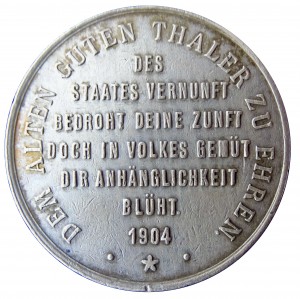 DEM ALTEN GUTEN THALER ZU EHREN
DES
STAATES VERNUNFT
BEDROHT DEINE ZUNFT
DOCH IN VOLKES GEMÜT
DIR ANHÄNGLICHKEIT
BLÜHT.
1904